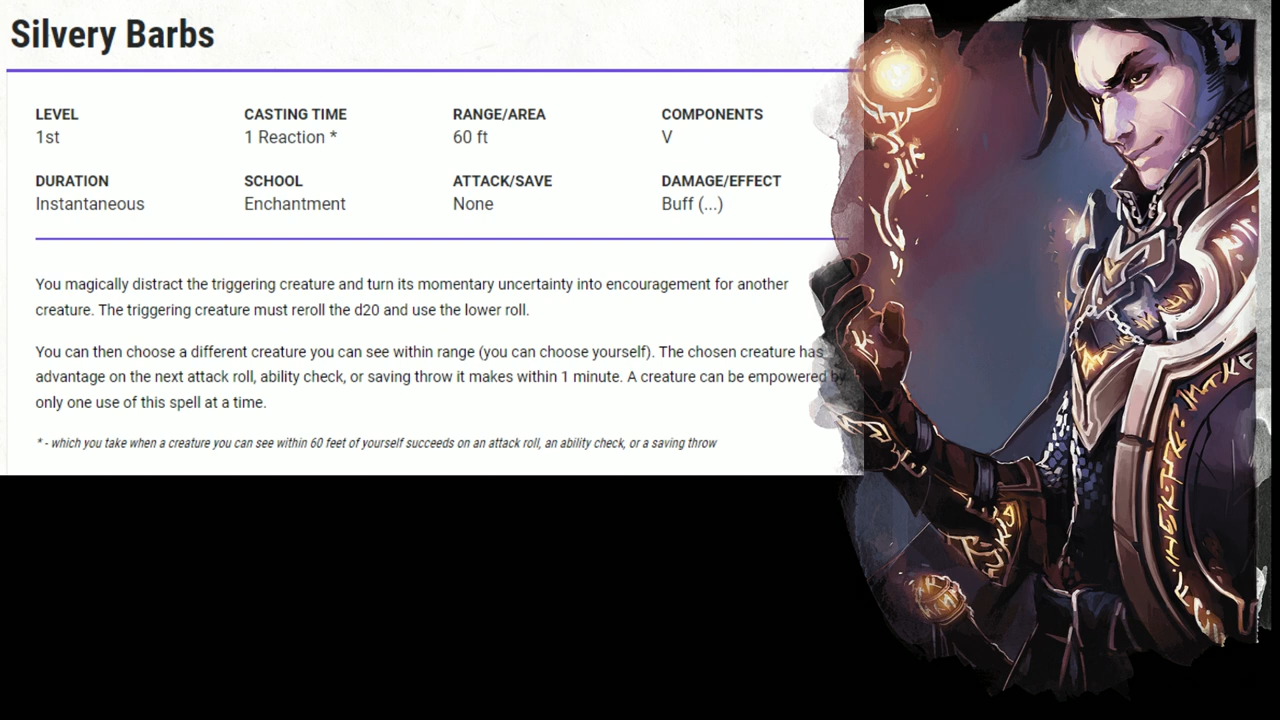 Silvery Barbs
LEVEL CASTING TIME RANGE/AREA COMPONENTS
1st 1 Reaction * 60 ft V
DURATION SCHOOL ATTACK/SAVE DAMAGE/EFFECT
Instantaneous Enchantment None Buff (...)
You magically distract the triggering creature and turn its momentary uncertainty into encouragement for another
creature. The triggering creature must reroll the d20 and use the lower roll.
You can then choose a different creature you can see within range (you can choose yourself). The chosen creature has
advantage on the next attack roll, ability check, or saving throw it makes within 1 minute. A creature can be empowered by
only one use of this spell at a time.
* - which you take when a creature you can see within 60 feet of yourself succeeds on an attack roll, an ability check, or a saving throw